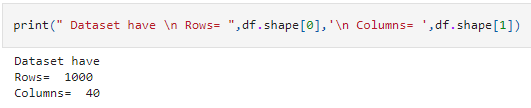 print(" Dataset have \n Rows= ",df.shape[0],'\n Columns= ',df.shape[1])
Dataset have
Rows=  1000
Columns=  40